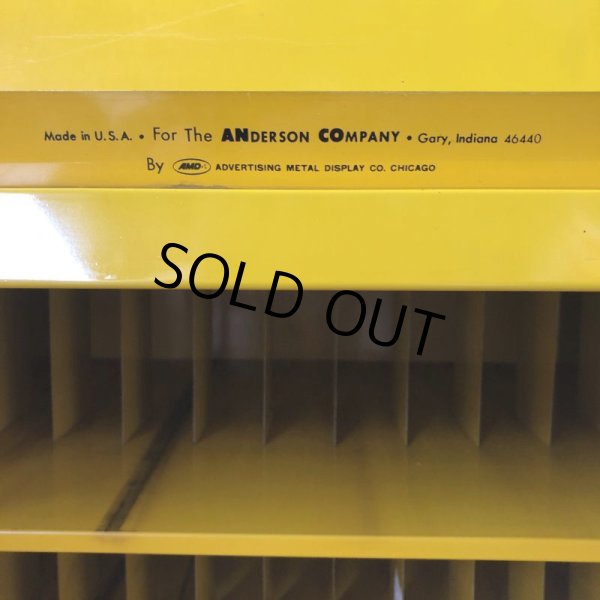 Made in U.S.A. • For The ANDERSON COMPANY • Gary, Indiana 46440
By AMD ADVERTISING METAL DISPLAY CO. CHICAGO
SOLD OUT